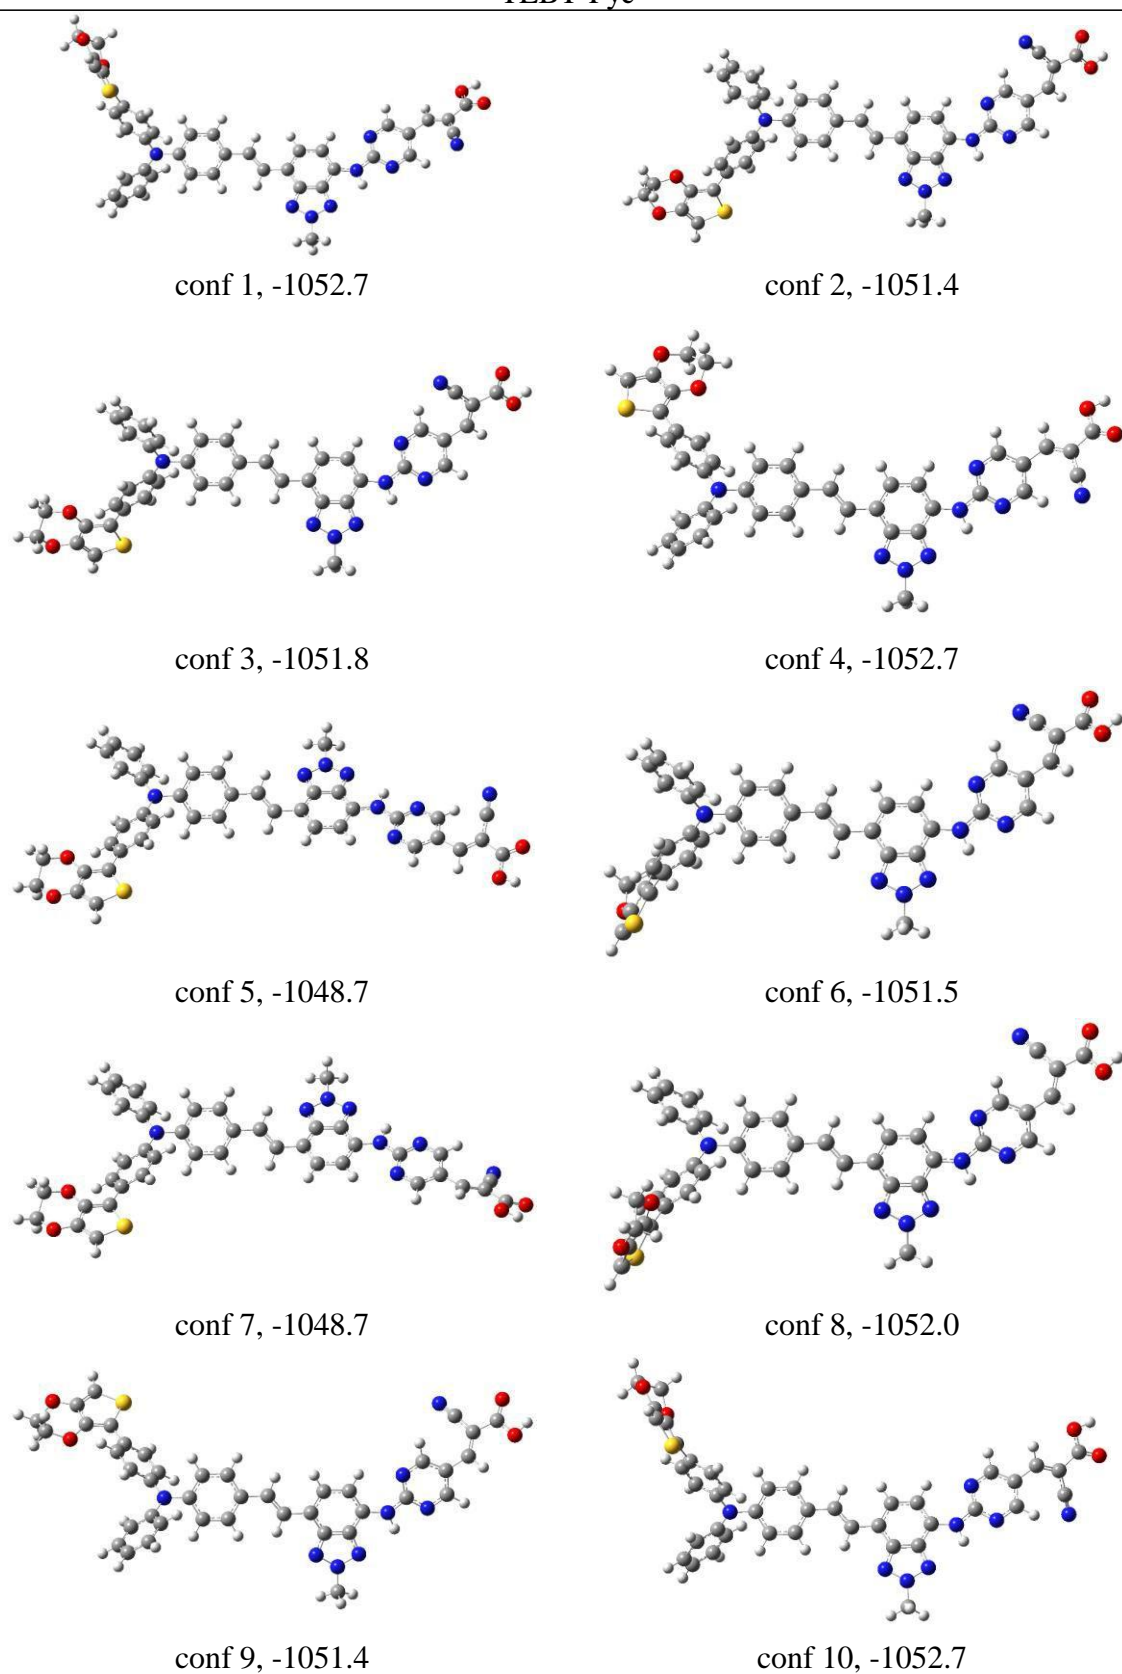 conf 1, -1052.7
conf 2, -1051.4
conf 3, -1051.8
conf 4, -1052.7
conf 5, -1048.7
conf 6, -1051.5
conf 7, -1048.7
conf 8, -1052.0
conf 9, -1051.4
conf 10, -1052.7